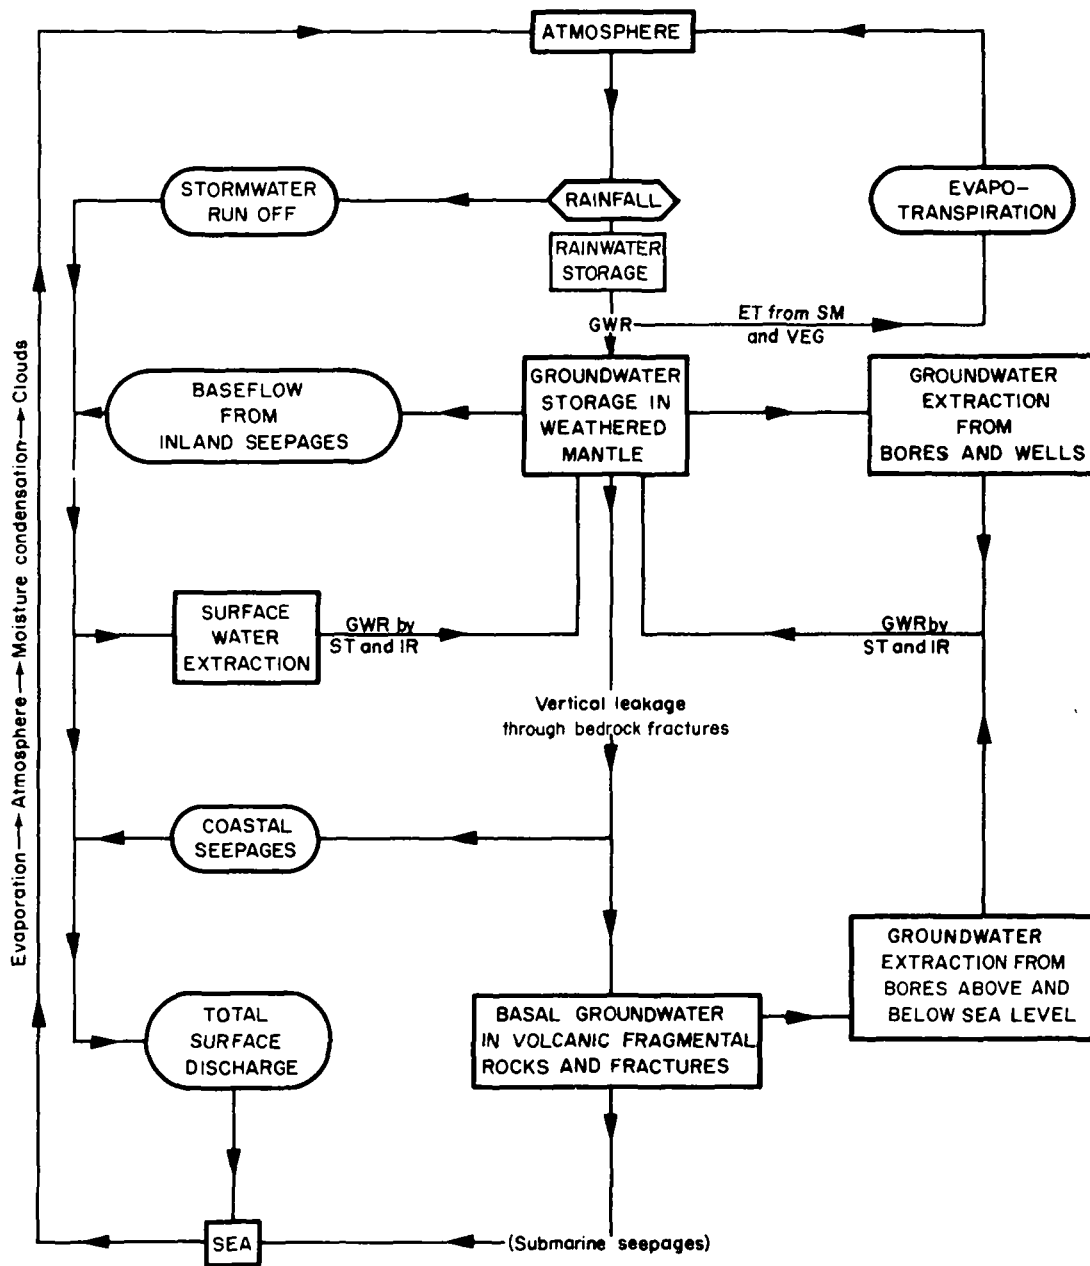 ATMOSPHERE
STORMWATER
RUN OFF
RAINFALL
EVAPO-
TRANSPIRATION
RAINWATER
STORAGE
GWR
ET from SM
and VEG
BASEFLOW
FROM
INLAND SEEPAGES
GROUNDWATER
STORAGE IN
WEATHERED
MANTLE
GROUNDWATER
EXTRACTION
FROM
BORES AND WELLS
Evaporation → Atmosphere → Moisture condensation → Clouds
SURFACE
WATER
EXTRACTION
GWR by
ST and IR
GWR by
ST and IR
Vertical leakage
through bedrock fractures
COASTAL
SEEPAGES
GROUNDWATER
EXTRACTION FROM
BORES ABOVE AND
BELOW SEA LEVEL
TOTAL
SURFACE
DISCHARGE
BASAL GROUNDWATER
IN VOLCANIC FRAGMENTAL
ROCKS AND FRACTURES
SEA
(Submarine seepages)